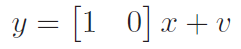 y = [1 0] x + v